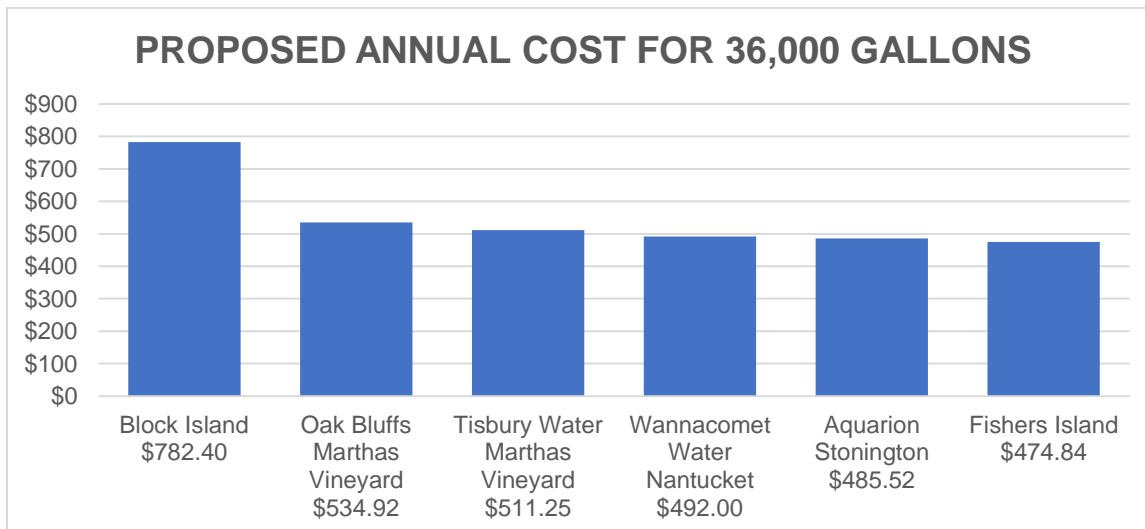 PROPOSED ANNUAL COST FOR 36,000 GALLONS
$900
$800
$700
$600
$500
$400
$300
$200
$100
$0
Block Island
$782.40
Oak Bluffs
Marthas
Vineyard
$534.92
Tisbury Water
Marthas
Vineyard
$511.25
Wannacomet
Water
Nantucket
$492.00
Aquarion
Stonington
$485.52
Fishers Island
$474.84